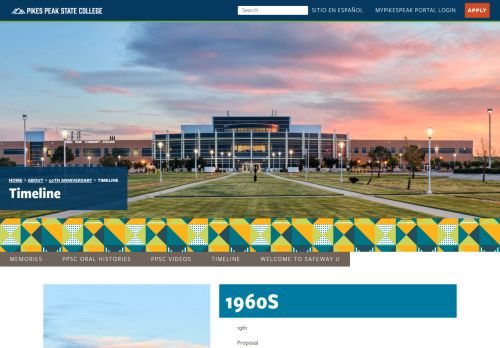 PIKES PEAK STATE COLLEGE
Search
SITIO EN ESPAÑOL
MYPIKESPEAK PORTAL LOGIN
APPLY
HOME > ABOUT > 50TH ANNIVERSARY > TIMELINE
Timeline
MEMORIES
PPSC ORAL HISTORIES
PPSC VIDEOS
TIMELINE
WELCOME TO SAFEWAY U
1960S
1961
Proposal